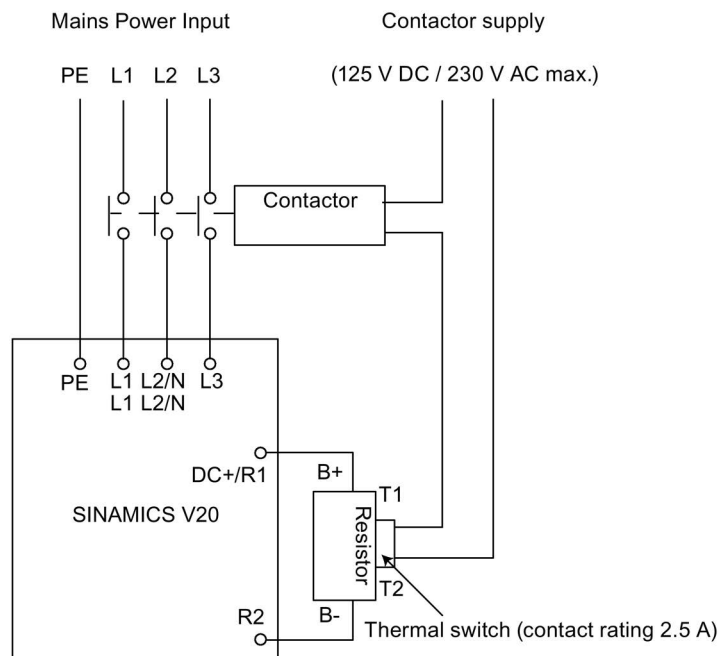 Mains Power Input
Contactor supply
PE L1 L2 L3
(125 V DC / 230 V AC max.)
Contactor
PE L1 L2/N L3
L1 L2/N
DC+/R1
B+
T1
SINAMICS V20
Resistor
T2
R2
B-
Thermal switch (contact rating 2.5 A)